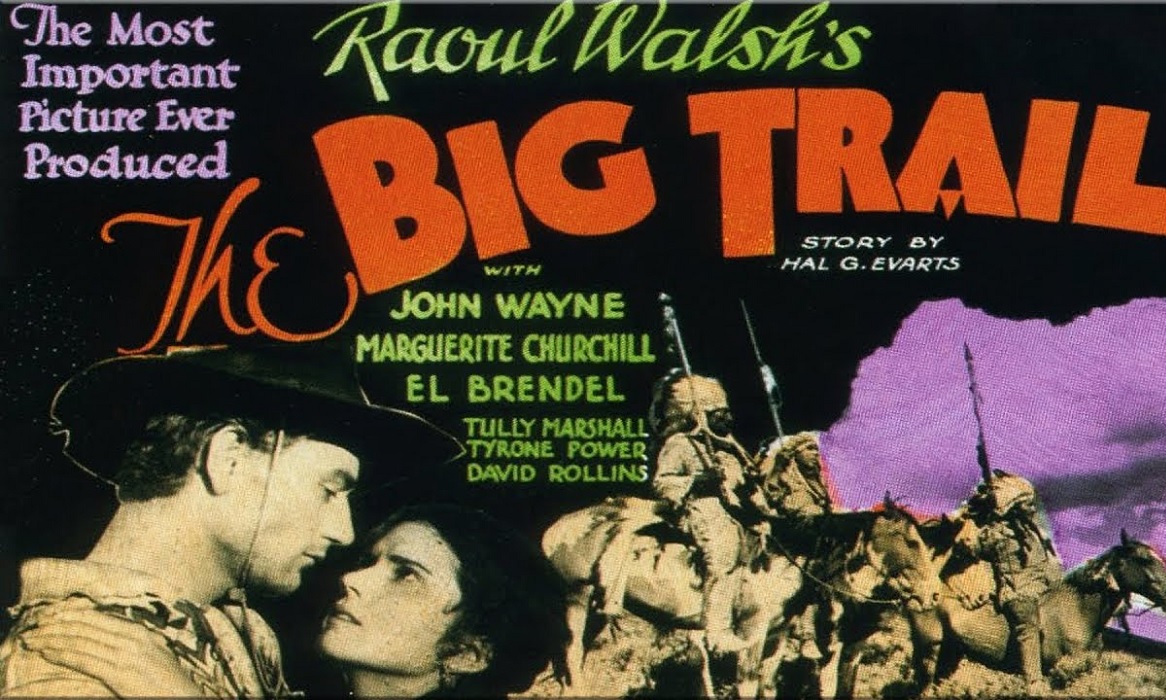 The Most
Important
Picture Ever
Produced
Raoul Walsh's
The BIG TRAIL
STORY BY
HAL G. EVARTS
WITH
JOHN WAYNE
MARGUERITE CHURCHILL
EL BRENDEL
TULLY MARSHALL
TYRONE POWER
DAVID ROLLINS